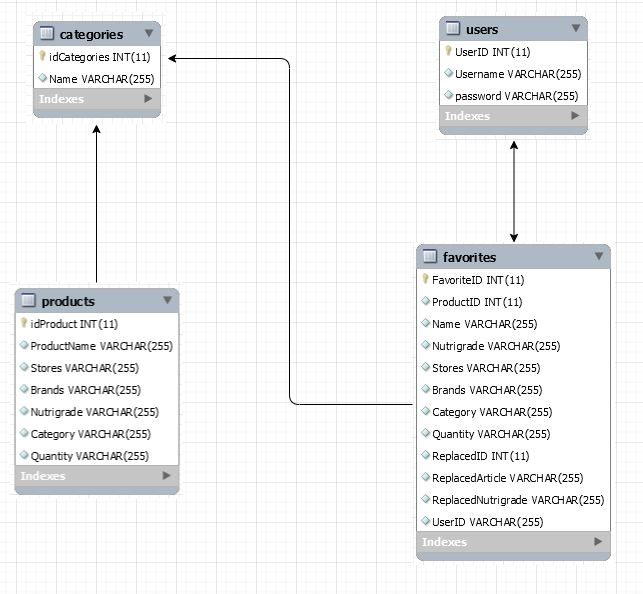 categories
idCategories INT(11)
Name VARCHAR(255)
Indexes
users
UserID INT(11)
Username VARCHAR(255)
password VARCHAR(255)
Indexes
products
idProduct INT(11)
ProductName VARCHAR(255)
Stores VARCHAR(255)
Brands VARCHAR(255)
Nutrigrade VARCHAR(255)
Category VARCHAR(255)
Quantity VARCHAR(255)
Indexes
favorites
FavoriteID INT(11)
ProductID INT(11)
Name VARCHAR(255)
Nutrigrade VARCHAR(255)
Stores VARCHAR(255)
Brands VARCHAR(255)
Category VARCHAR(255)
Quantity VARCHAR(255)
ReplacedID INT(11)
ReplacedArticle VARCHAR(255)
ReplacedNutrigrade VARCHAR(255)
UserID VARCHAR(255)
Indexes